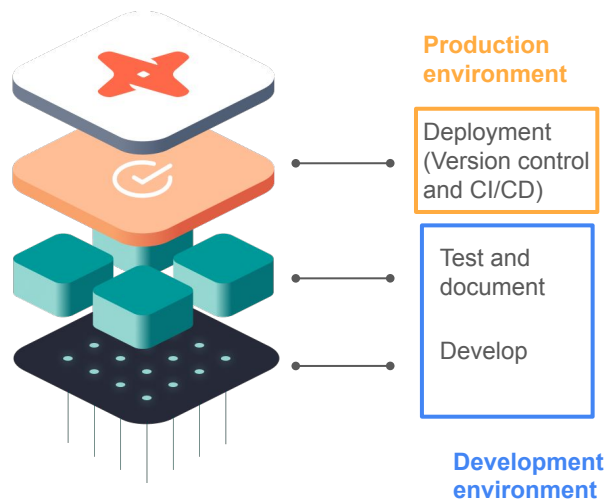 Production
environment
Deployment
(Version control
and CI/CD)
Test and
document
Develop
Development
environment